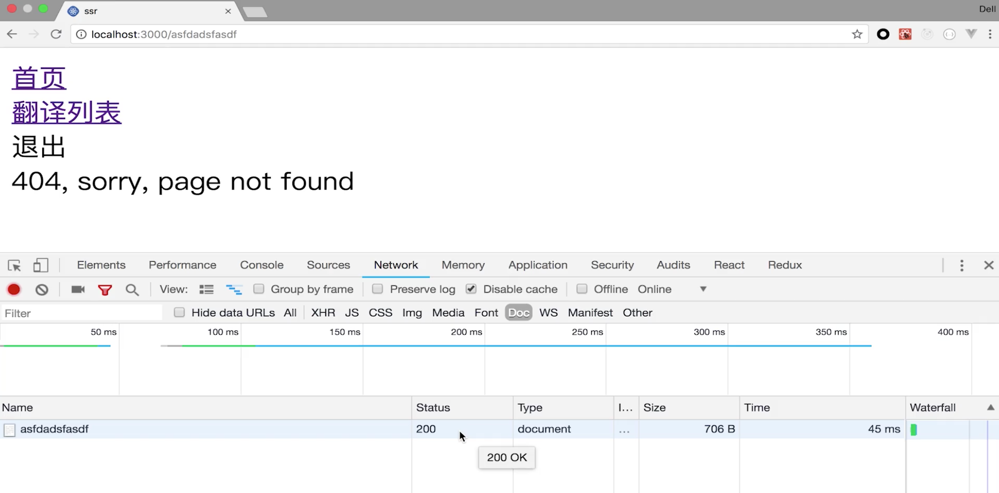 ssr
Dell
localhost:3000/asfdadsfasdf
首页
翻译列表
退出
404, sorry, page not found
Elements Performance Console Sources Network Memory Application Security Audits React Redux
View: Group by frame Preserve log Disable cache Offline Online
Filter Hide data URLs All XHR JS CSS Img Media Font Doc WS Manifest Other
50 ms 100 ms 150 ms 200 ms 250 ms 300 ms 350 ms 400 ms
Name Status Type I... Size Time Waterfall
asfdadsfasdf 200 document ... 706 B 45 ms
200 OK